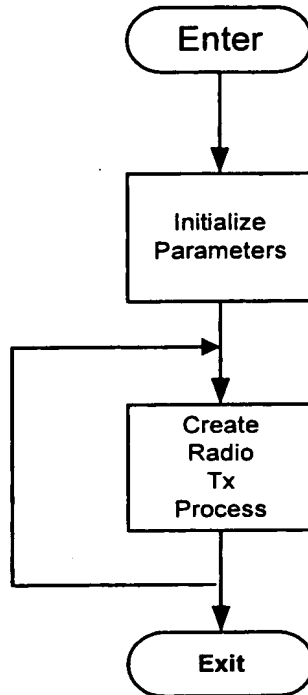 Enter
Initialize
Parameters
Create
Radio
Tx
Process
Exit